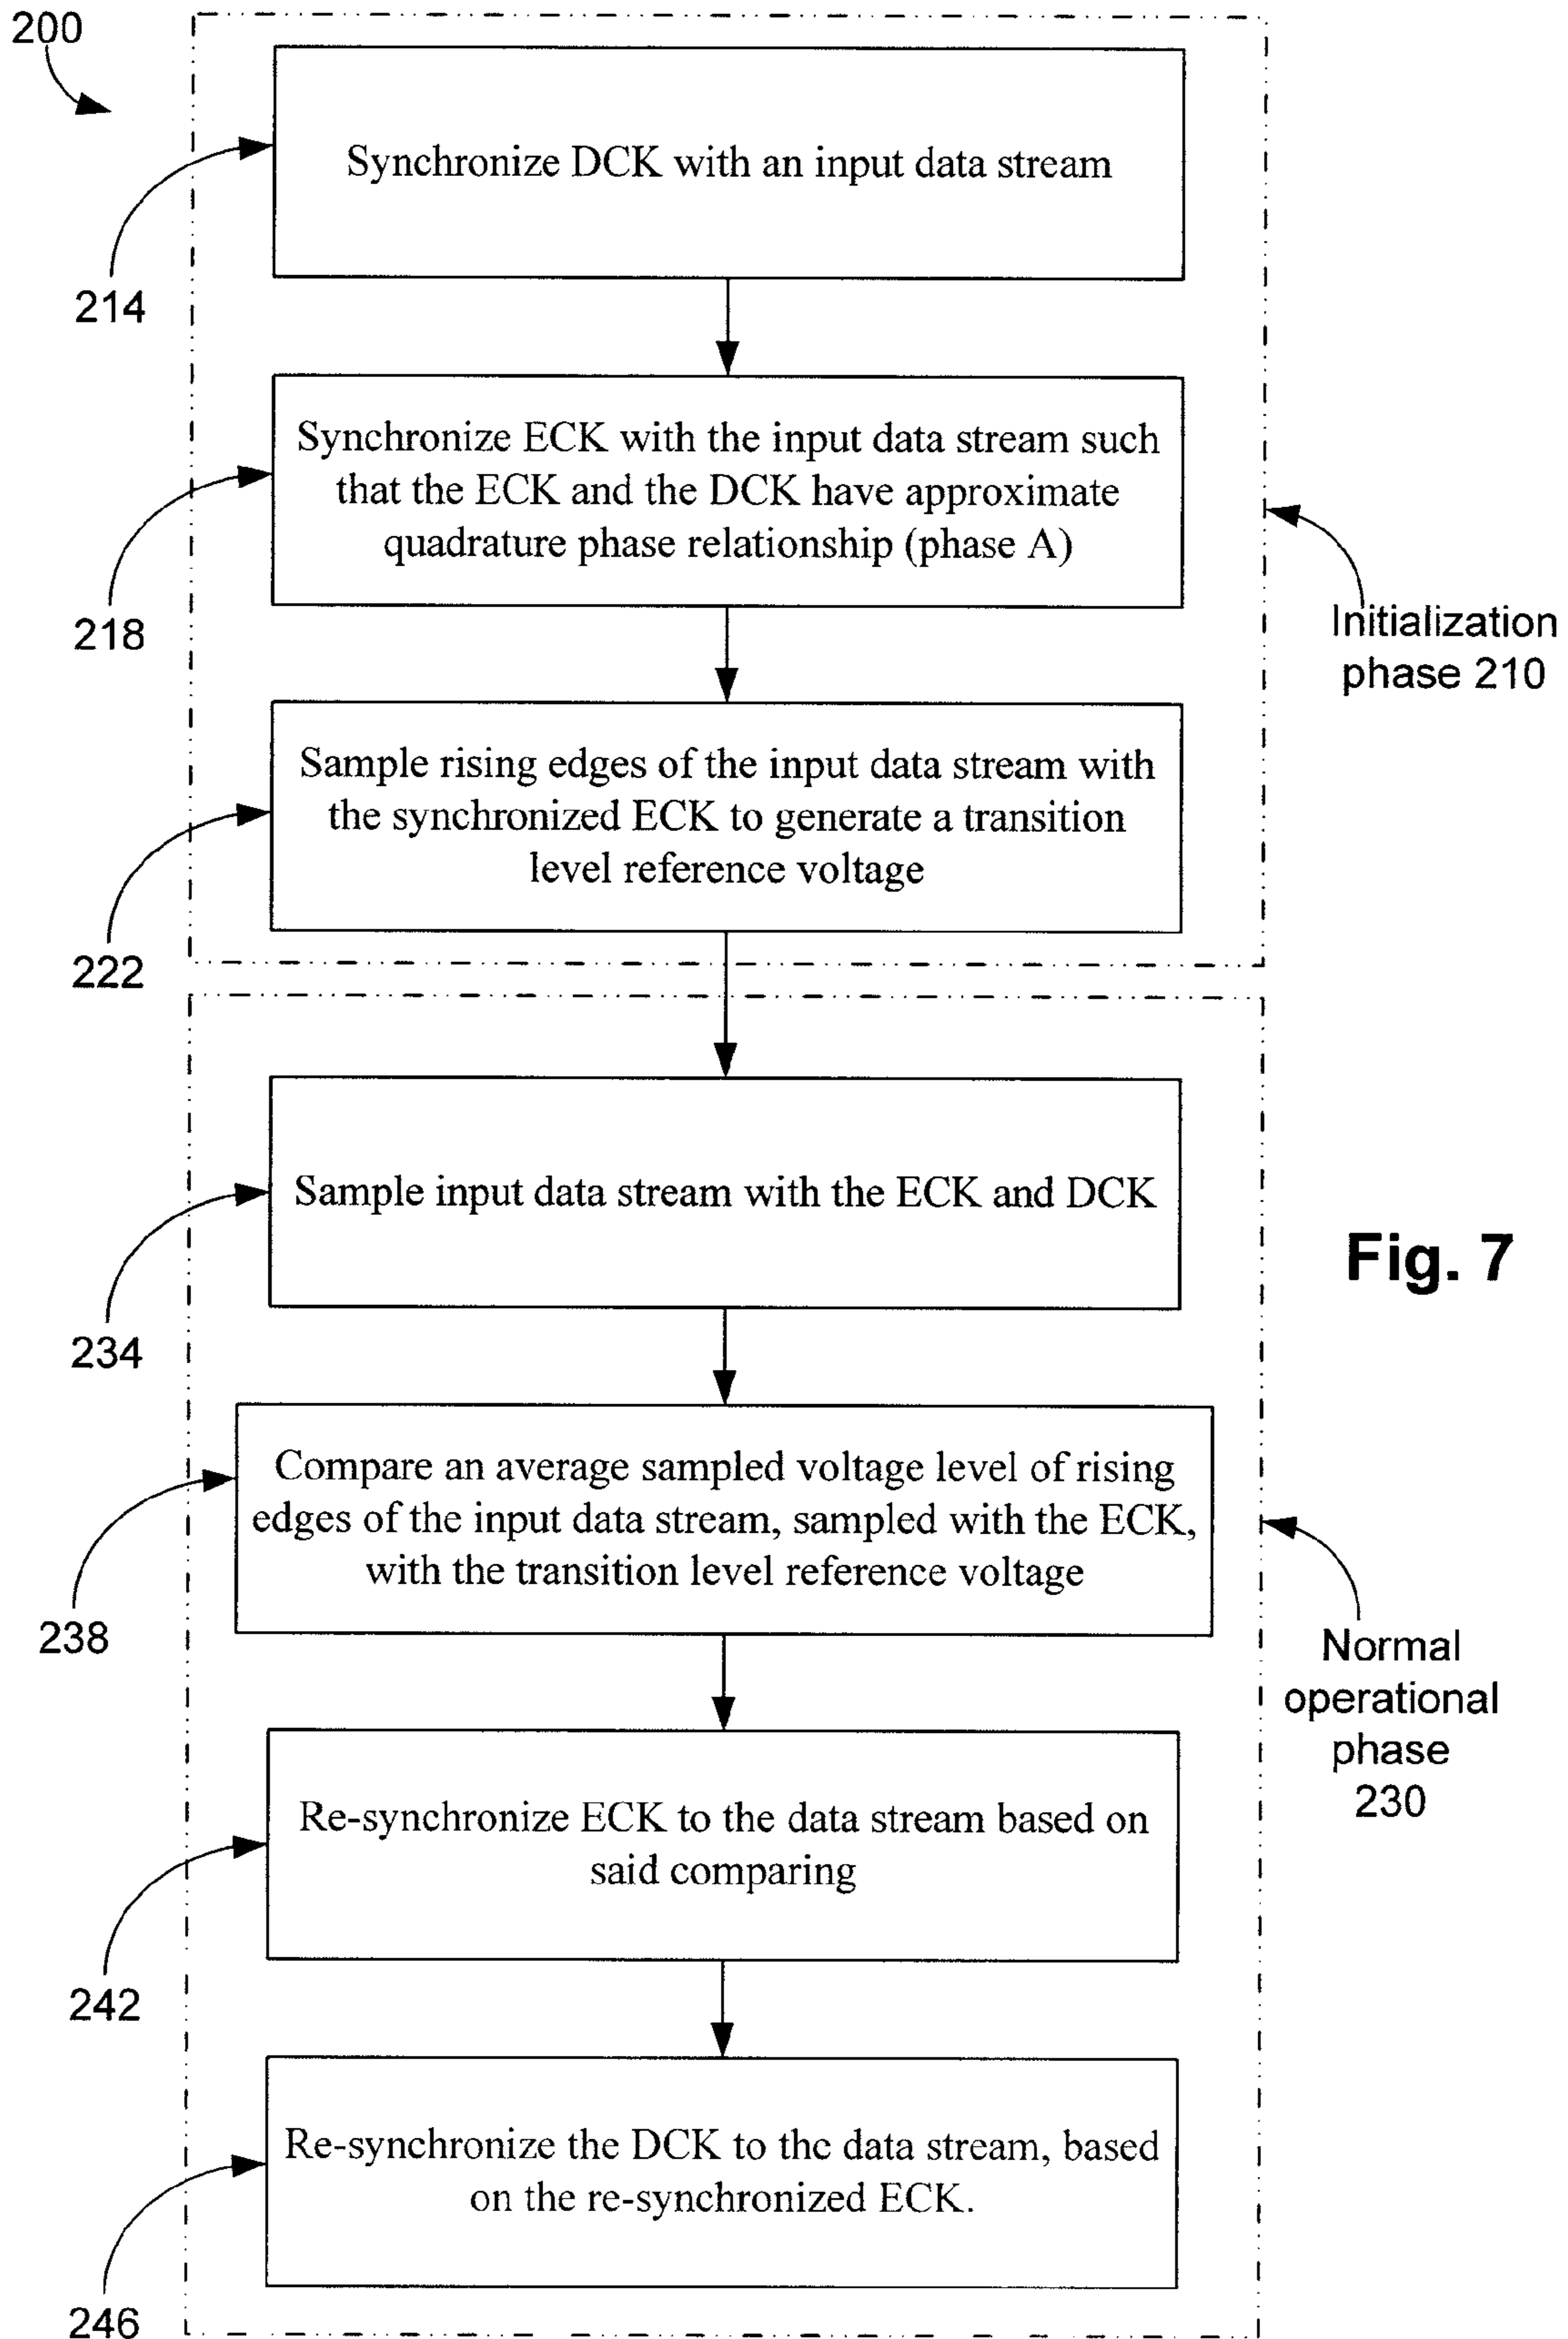 200
Synchronize DCK with an input data stream
214
Synchronize ECK with the input data stream such
that the ECK and the DCK have approximate
quadrature phase relationship (phase A)
218
Initialization
phase 210
Sample rising edges of the input data stream with
the synchronized ECK to generate a transition
level reference voltage
222
Sample input data stream with the ECK and DCK
234
Fig. 7
Compare an average sampled voltage level of rising
edges of the input data stream, sampled with the ECK,
with the transition level reference voltage
238
Normal
operational
phase
230
Re-synchronize ECK to the data stream based on
said comparing
242
Re-synchronize the DCK to the data stream, based
on the re-synchronized ECK.
246